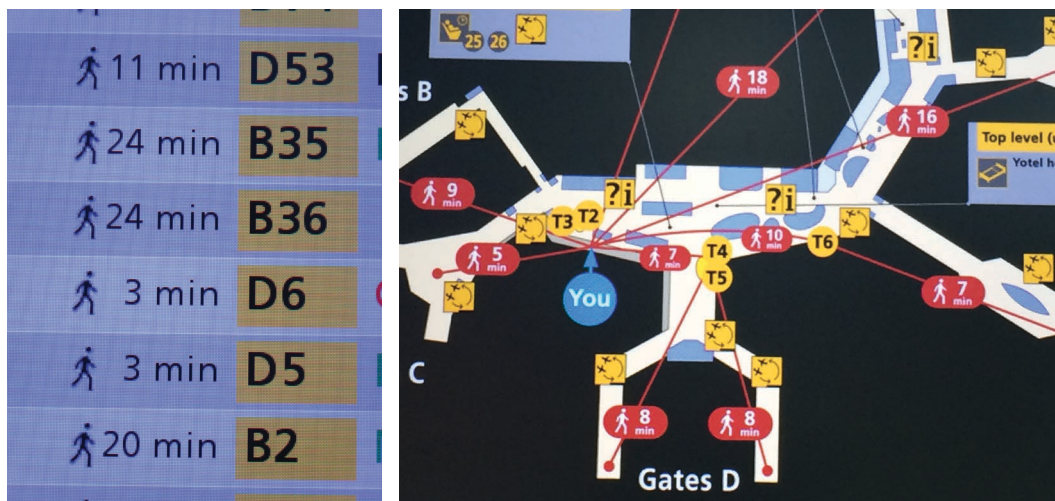 11 min D53
24 min B35
24 min B36
3 min D6
3 min D5
20 min B2
25 26
?i
18 min
s B
16 min
Top level (
Yotel h
9 min
?i
?i
T3 T2
T4
10 min
T6
5 min
7 min
T5
You
7 min
C
8 min
8 min
Gates D